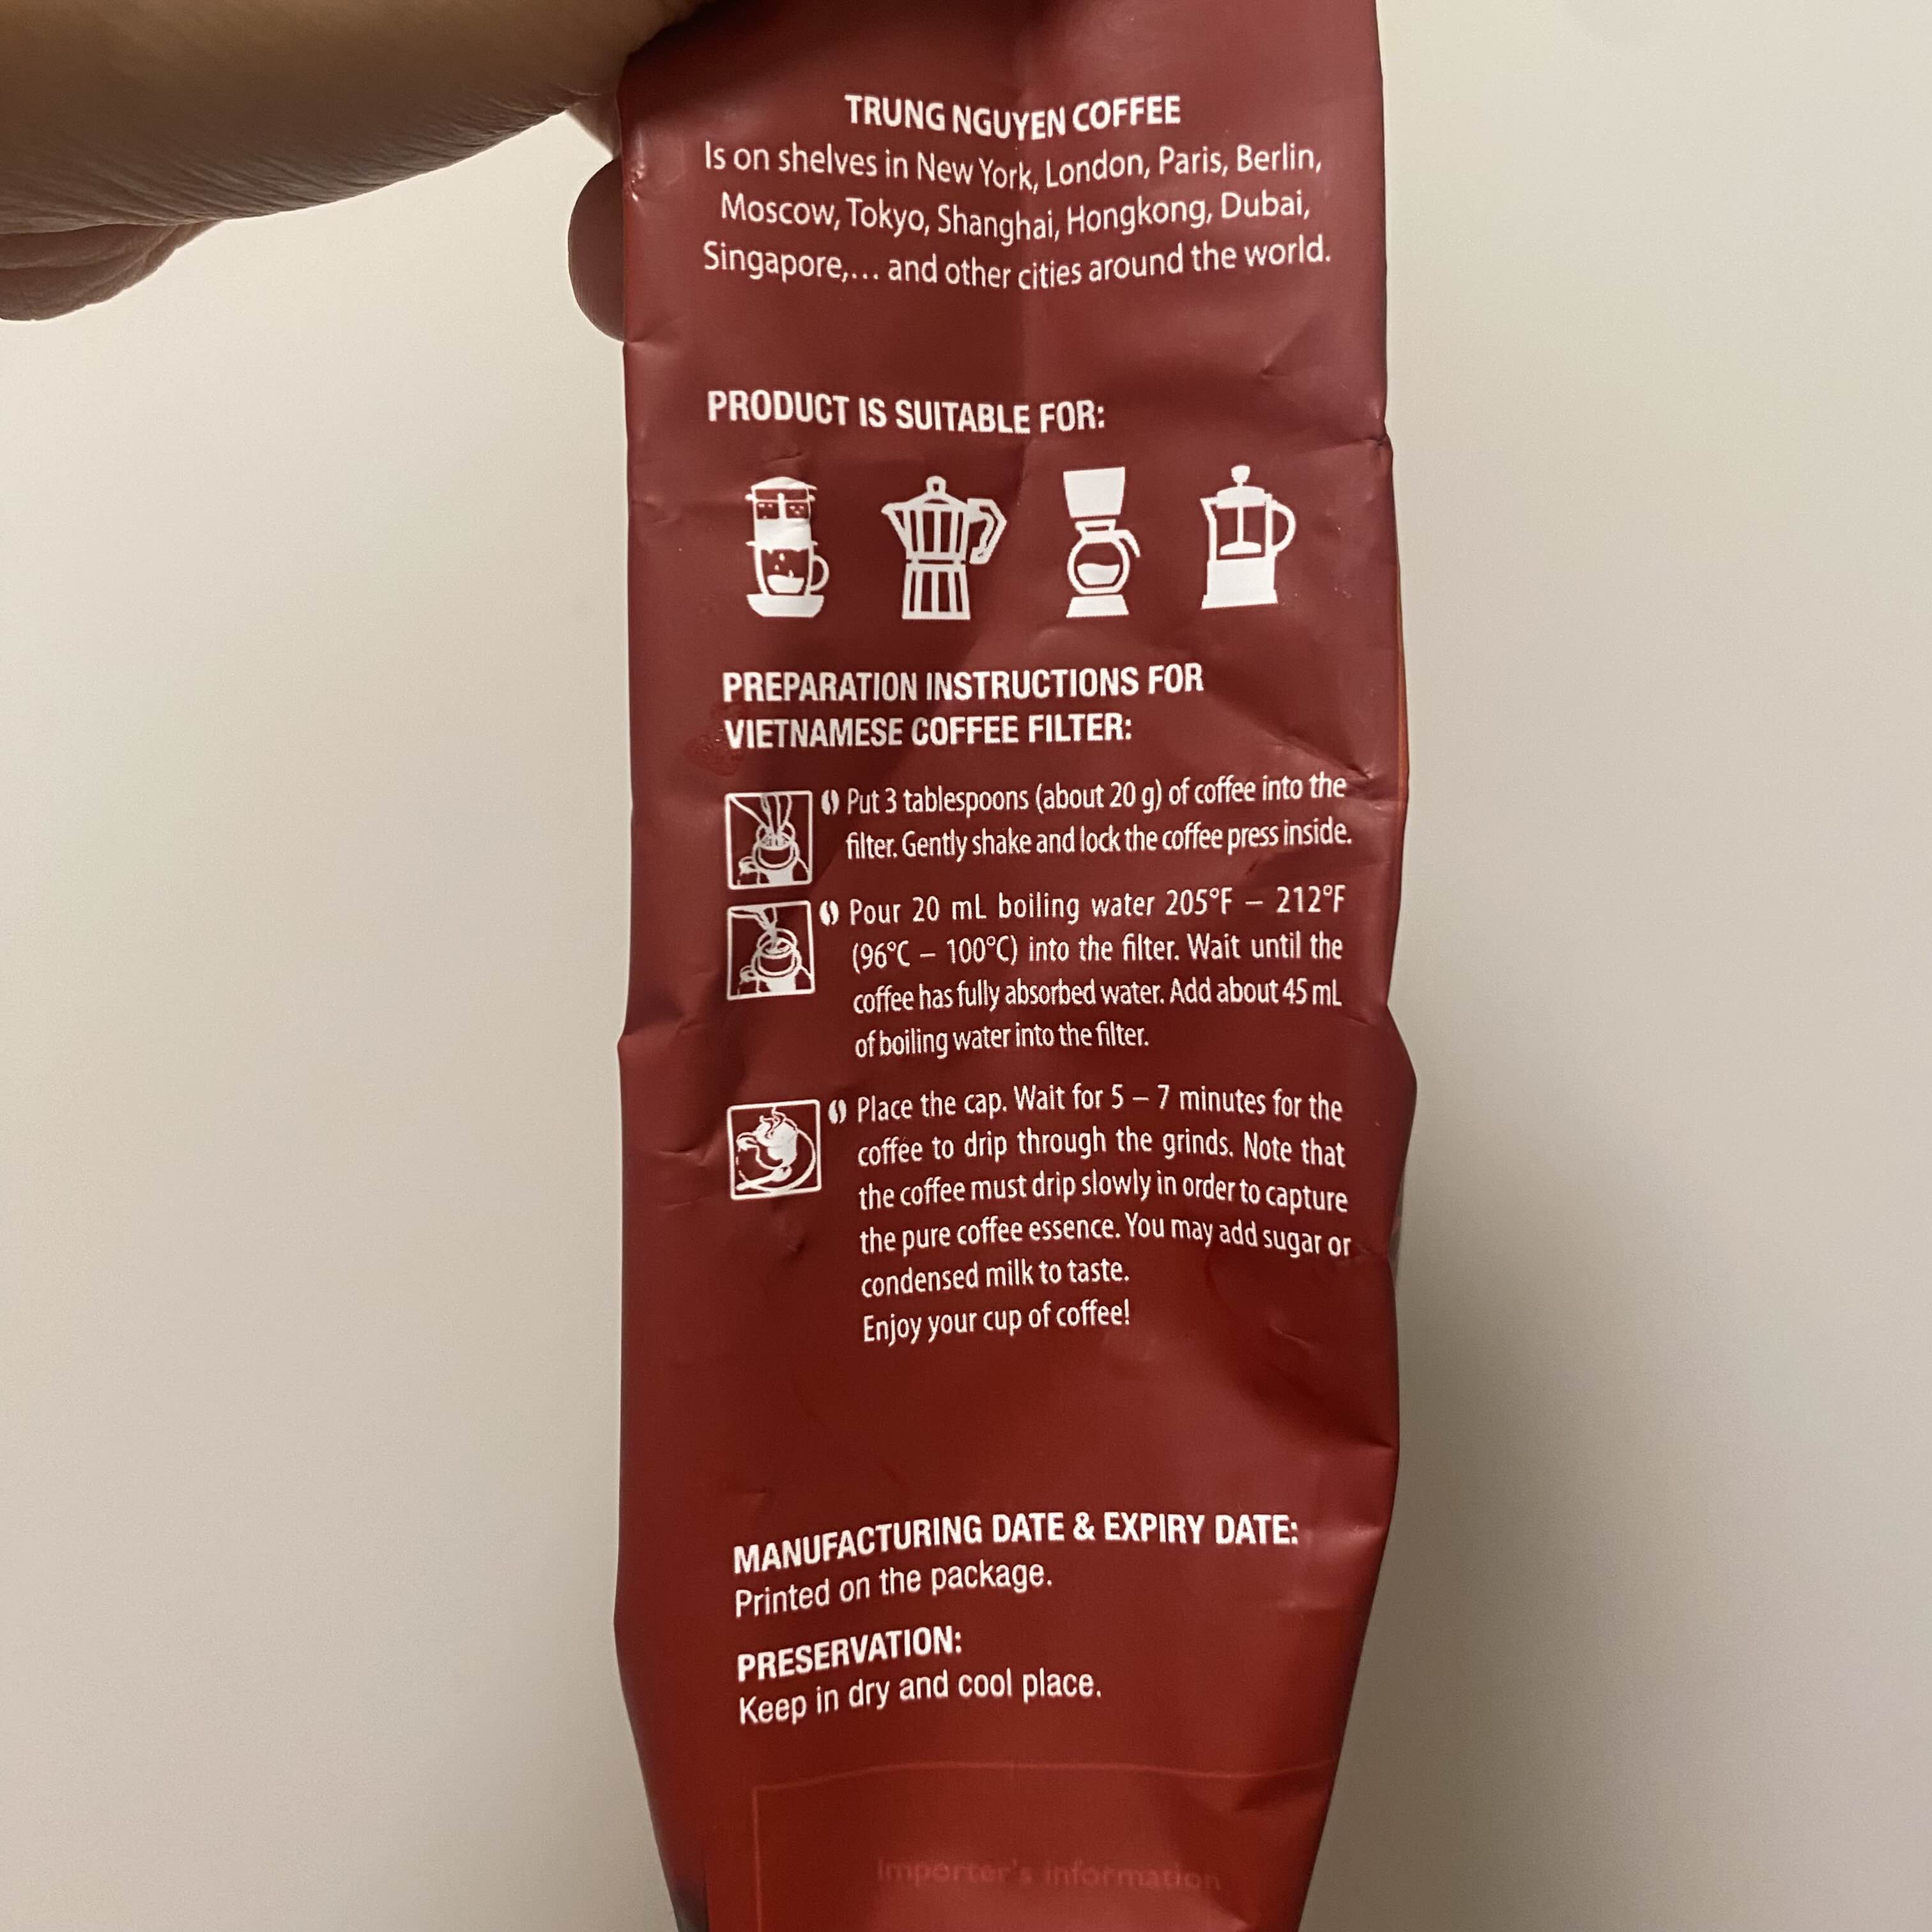 TRUNG NGUYEN COFFEE
Is on shelves in New York, London, Paris, Berlin,
Moscow, Tokyo, Shanghai, Hongkong, Dubai,
Singapore,... and other cities around the world.
PRODUCT IS SUITABLE FOR:
PREPARATION INSTRUCTIONS FOR
VIETNAMESE COFFEE FILTER:
Put 3 tablespoons (about 20 g) of coffee into the
filter. Gently shake and lock the coffee press inside.
Pour 20 mL boiling water 205°F – 212°F
(96°C – 100°C) into the filter. Wait until the
coffee has fully absorbed water. Add about 45 mL
of boiling water into the filter.
Place the cap. Wait for 5 – 7 minutes for the
coffee to drip through the grinds. Note that
the coffee must drip slowly in order to capture
the pure coffee essence. You may add sugar or
condensed milk to taste.
Enjoy your cup of coffee!
MANUFACTURING DATE & EXPIRY DATE:
Printed on the package.
PRESERVATION:
Keep in dry and cool place.
Importer's information